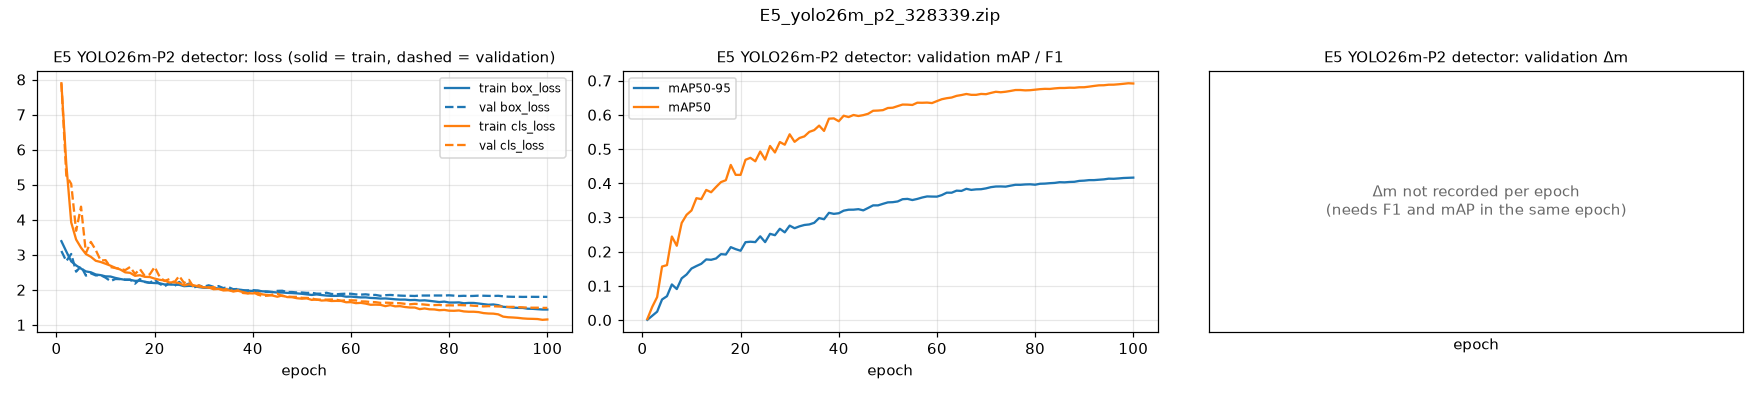 E5_yolo26m_p2_328339.zip
E5 YOLO26m-P2 detector: loss (solid = train, dashed = validation)
8
7
6
5
4
3
2
1
0
20
40
60
80
100
epoch
train box_loss
val box_loss
train cls_loss
val cls_loss
E5 YOLO26m-P2 detector: validation mAP / F1
0.7
0.6
0.5
0.4
0.3
0.2
0.1
0.0
0
20
40
60
80
100
epoch
mAP50-95
mAP50
E5 YOLO26m-P2 detector: validation Δm
Δm not recorded per epoch
(needs F1 and mAP in the same epoch)
epoch